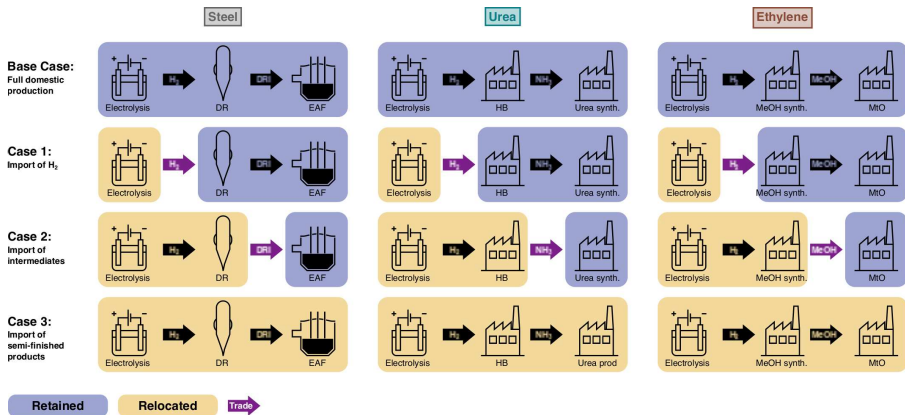 Steel Urea Ethylene
Base Case:
Full domestic
production
+ − H₂ DRI + − H₂ NH₃ + − H₂ MeOH
Electrolysis DR EAF Electrolysis HB Urea synth. Electrolysis MeOH synth. MtO
Case 1:
Import of H₂
+ − H₂ DRI + − H₂ NH₃ + − H₂ MeOH
Electrolysis DR EAF Electrolysis HB Urea synth. Electrolysis MeOH synth. MtO
Case 2:
Import of
intermediates
+ − H₂ DRI + − H₂ NH₃ + − H₂ MeOH
Electrolysis DR EAF Electrolysis HB Urea synth. Electrolysis MeOH synth. MtO
Case 3:
Import of
semi-finished
products
+ − H₂ DRI + − H₂ NH₃ + − H₂ MeOH
Electrolysis DR EAF Electrolysis HB Urea prod Electrolysis MeOH synth. MtO
Retained Relocated Trade